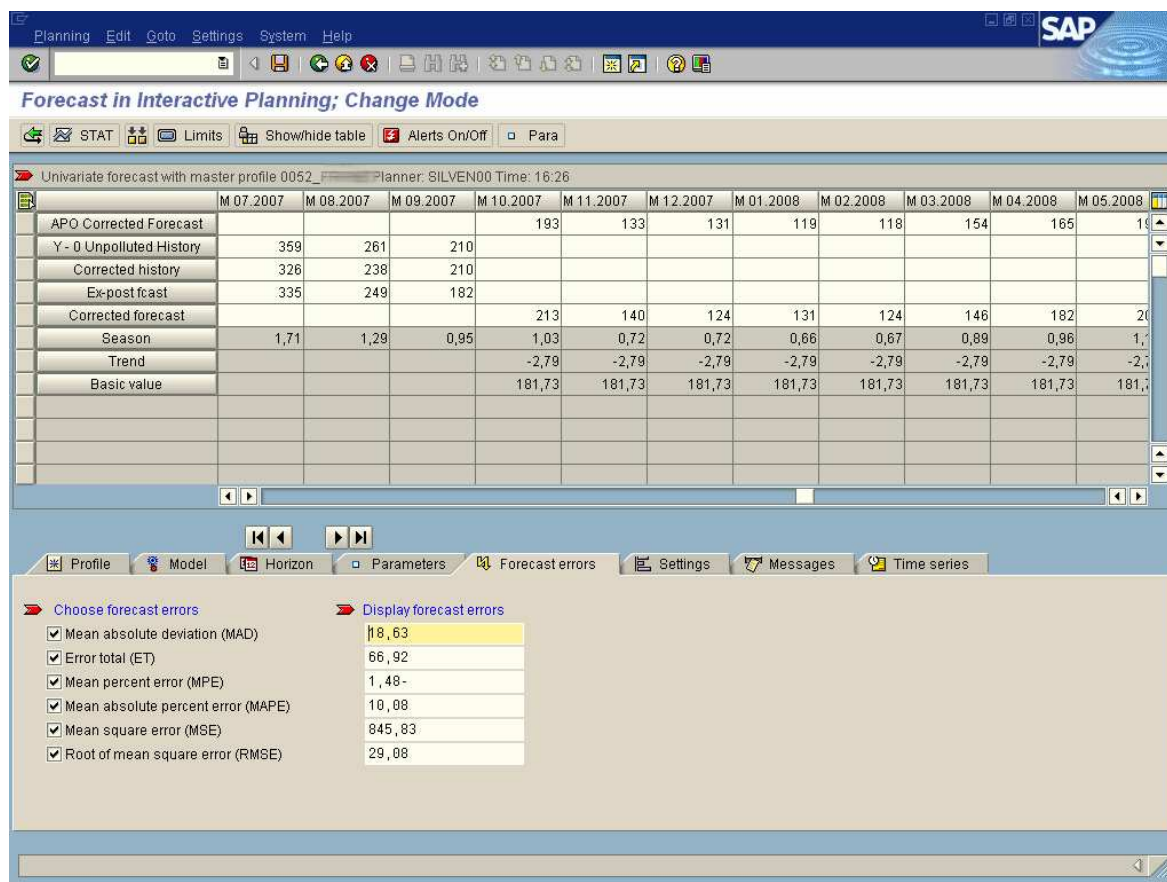 Planning Edit Goto Settings System Help
SAP
Forecast in Interactive Planning; Change Mode
STAT Limits Show/hide table Alerts On/Off Para
Univariate forecast with master profile 0052_ Planner: SILVEN00 Time: 16:26
M 07.2007 M 08.2007 M 09.2007 M 10.2007 M 11.2007 M 12.2007 M 01.2008 M 02.2008 M 03.2008 M 04.2008 M 05.2008
APO Corrected Forecast 193 133 131 119 118 154 165
Y - 0 Unpolluted History 359 261 210
Corrected history 326 238 210
Ex-post fcast 335 249 182
Corrected forecast 213 140 124 131 124 146 182
Season 1,71 1,29 0,95 1,03 0,72 0,72 0,66 0,67 0,89 0,96
Trend -2,79 -2,79 -2,79 -2,79 -2,79 -2,79 -2,79
Basic value 181,73 181,73 181,73 181,73 181,73 181,73 181,73
Profile Model Horizon Parameters Forecast errors Settings Messages Time series
Choose forecast errors Display forecast errors
Mean absolute deviation (MAD) 18,63
Error total (ET) 66,92
Mean percent error (MPE) 1,48-
Mean absolute percent error (MAPE) 10,08
Mean square error (MSE) 845,83
Root of mean square error (RMSE) 29,08